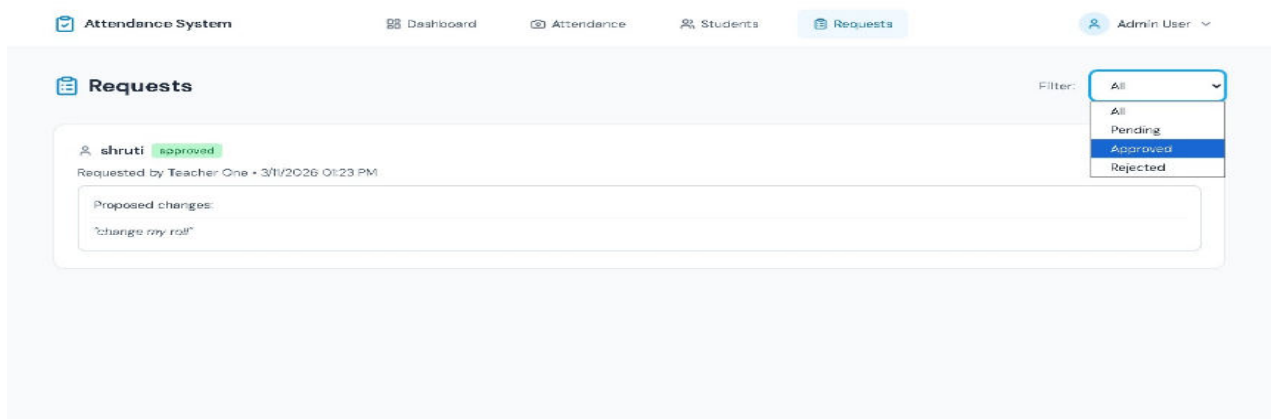 Attendance System Dashboard Attendance Students Requests Admin User
Requests Filter: All
All
Pending
Approved
Rejected
shruti approved
Requested by Teacher One • 3/11/2026 01:23 PM
Proposed changes:
"change my roll"